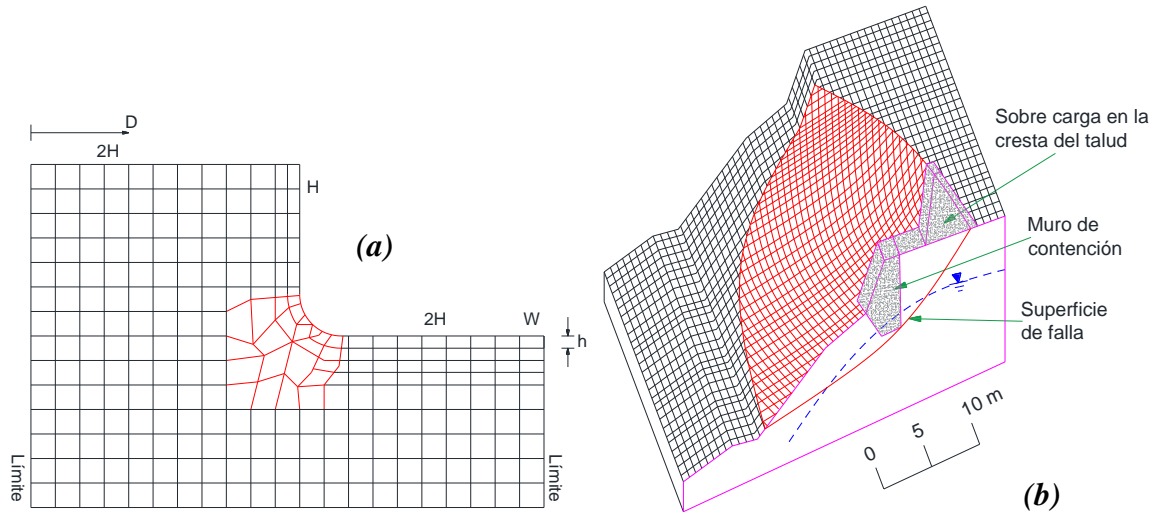 D
2H
H
(a)
2H
W
h
Límite
Límite
Sobre carga en la
cresta del talud
Muro de
contención
Superficie
de falla
0
5
10 m
(b)